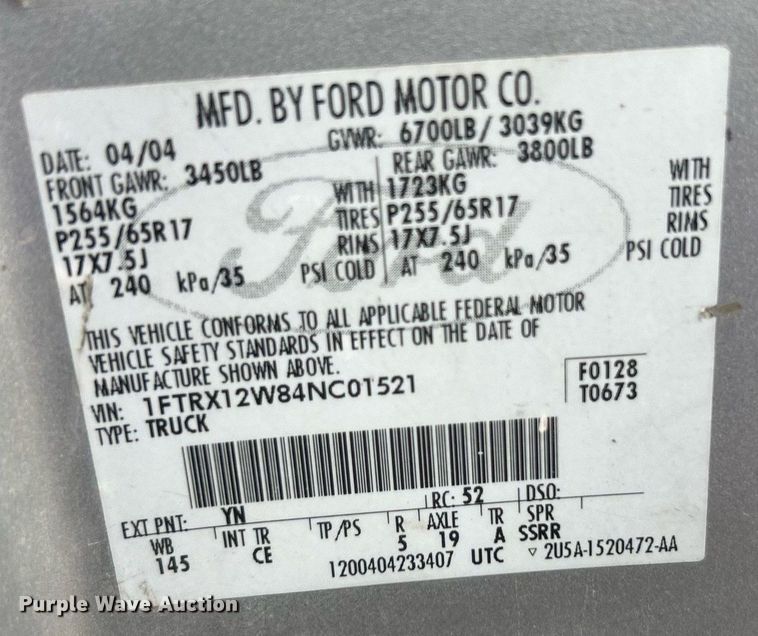 MFD. BY FORD MOTOR CO.
DATE: 04/04 GVWR: 6700LB/ 3039KG
FRONT GAWR: 3450LB REAR GAWR: 3800LB
1564KG WITH 1723KG WITH
P255/65R17 TIRES P255/65R17 TIRES
17X7.5J RIMS 17X7.5J RIMS
AT 240 kPa/35 PSI COLD AT 240 kPa/35 PSI COLD
Ford
THIS VEHICLE CONFORMS TO ALL APPLICABLE FEDERAL MOTOR
VEHICLE SAFETY STANDARDS IN EFFECT ON THE DATE OF
MANUFACTURE SHOWN ABOVE.
VIN: 1FTRX12W84NC01521 F0128
TYPE: TRUCK T0673
EXT PNT: YN RC: 52 DSO:
WB INT TR TP/PS R AXLE TR SPR
145 CE 5 19 A SSRR
1200404233407 UTC ▽ 2U5A-1520472-AA
Purple Wave Auction